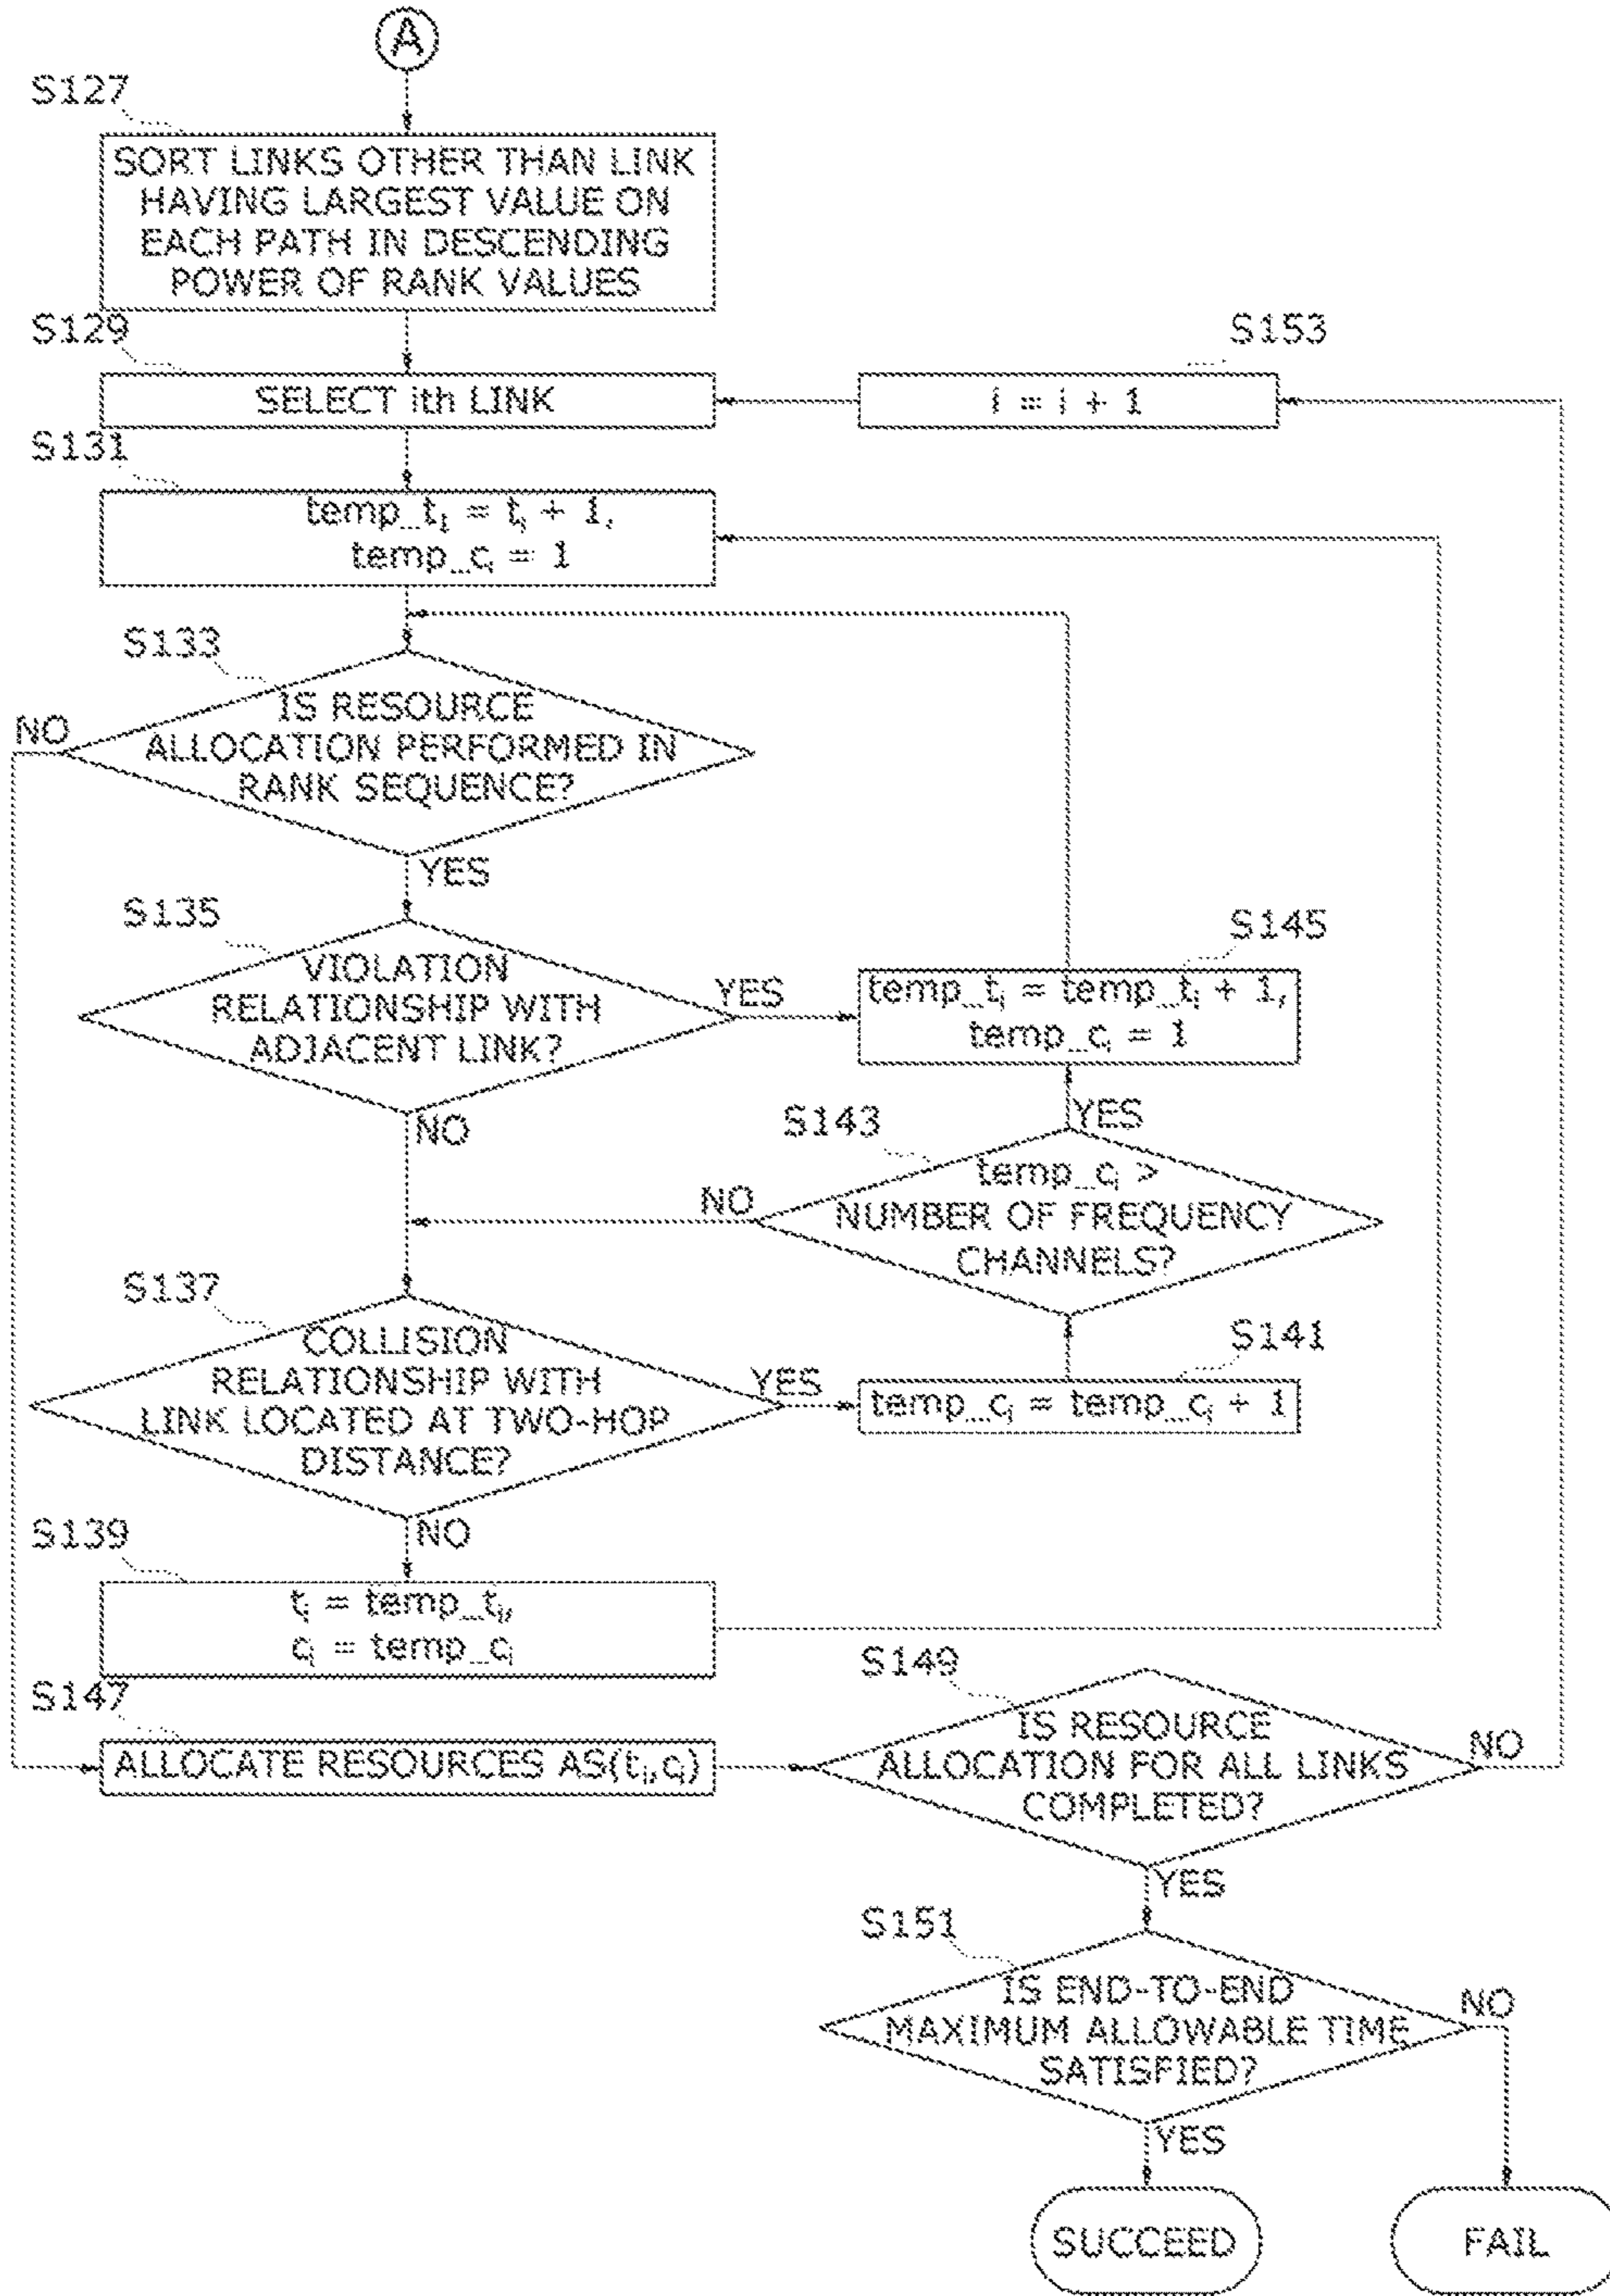 A
S127
SORT LINKS OTHER THAN LINK
HAVING LARGEST VALUE ON
EACH PATH IN DESCENDING
POWER OF RANK VALUES
S129
SELECT ith LINK
S153
i = i + 1
S131
temp_ti = ti + 1,
temp_ci = 1
S133
IS RESOURCE
ALLOCATION PERFORMED IN
RANK SEQUENCE?
NO
YES
S135
VIOLATION
RELATIONSHIP WITH
ADJACENT LINK?
YES
NO
S145
temp_ti = temp_ti + 1,
temp_ci = 1
S143
YES
temp_ci >
NUMBER OF FREQUENCY
CHANNELS?
NO
S137
COLLISION
RELATIONSHIP WITH
LINK LOCATED AT TWO-HOP
DISTANCE?
YES
NO
S141
temp_ci = temp_ci + 1
S139
ti = temp_ti,
ci = temp_ci
S147
ALLOCATE RESOURCES AS(ti,ci)
S149
IS RESOURCE
ALLOCATION FOR ALL LINKS
COMPLETED?
NO
YES
S151
IS END-TO-END
MAXIMUM ALLOWABLE TIME
SATISFIED?
NO
YES
SUCCEED
FAIL